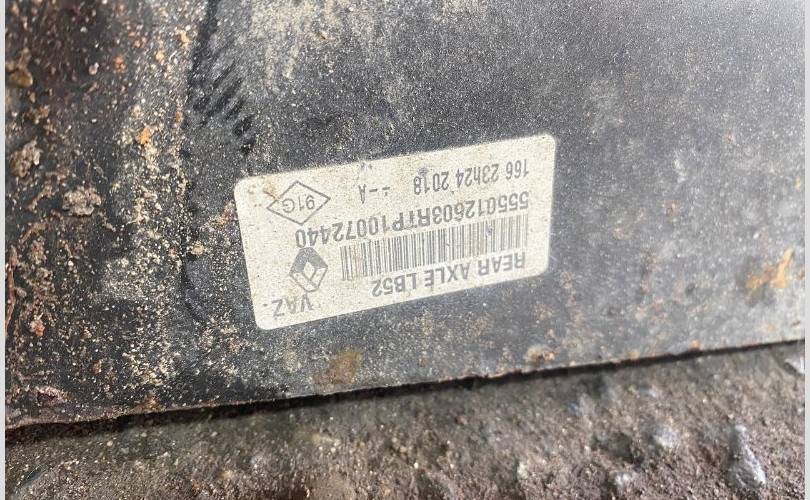 REAR AXLE LB52
VAZ
555012603RTP10072440
166 23h24 2018 -- A
91G